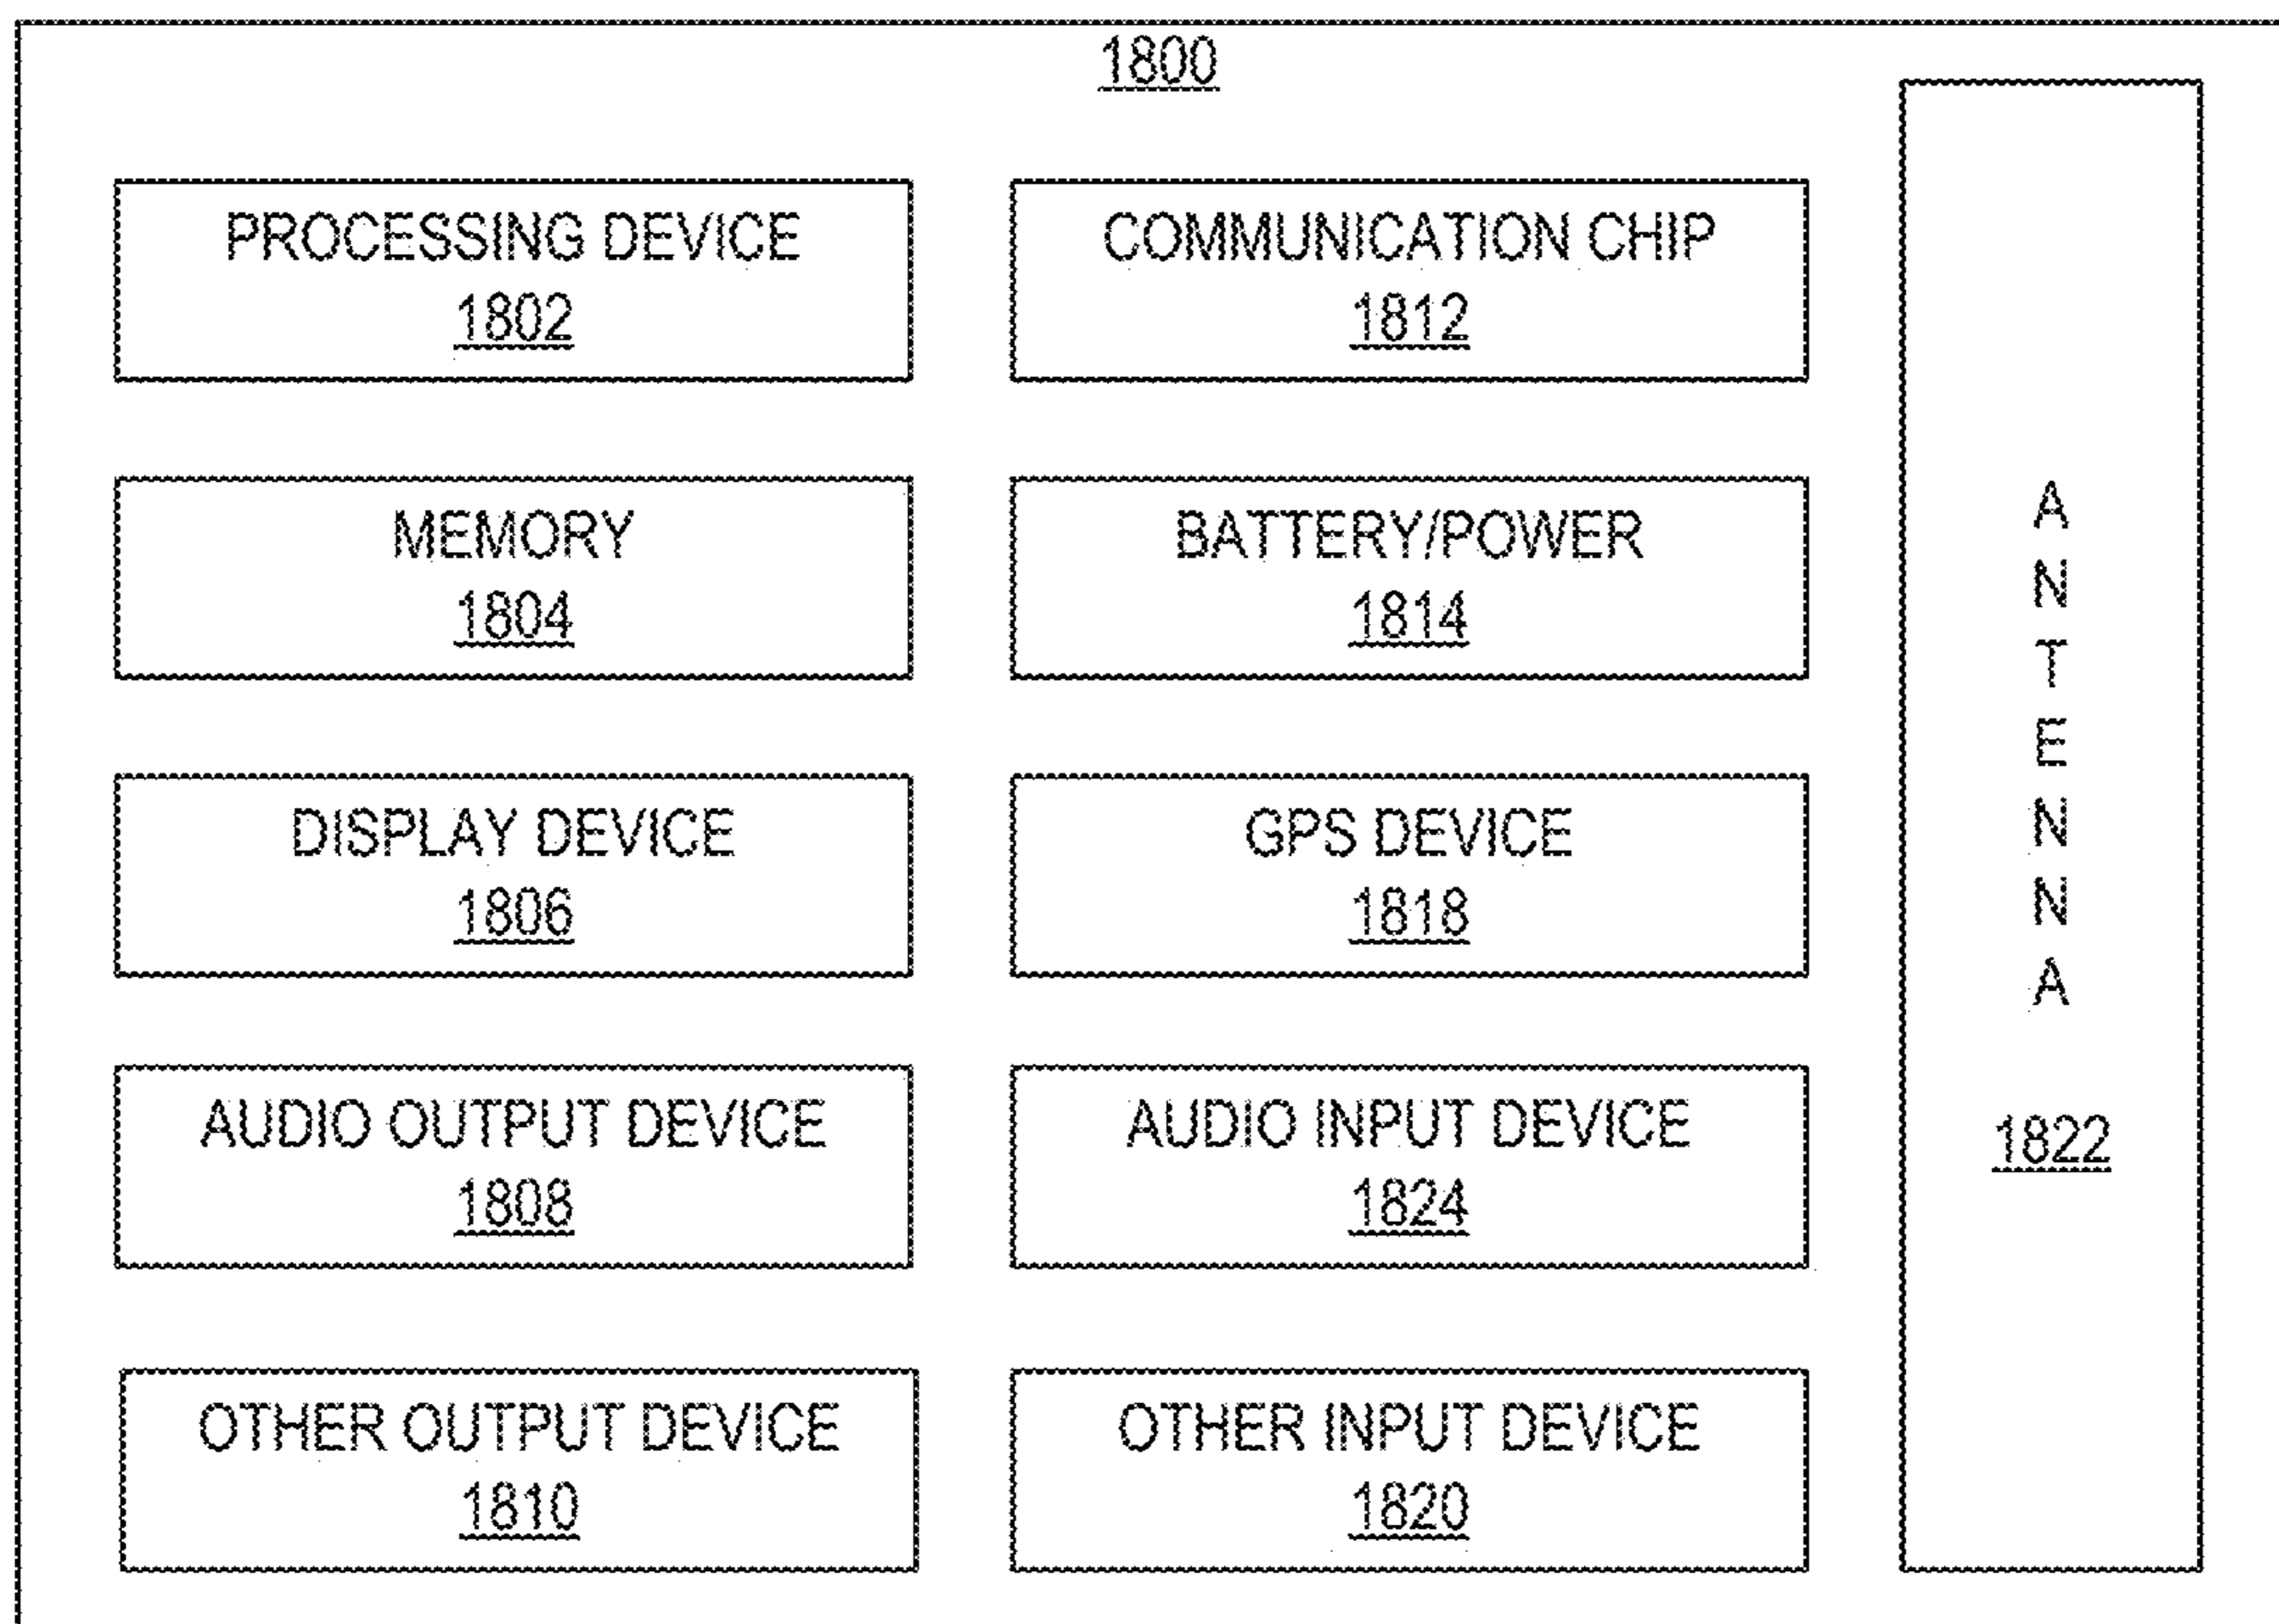 1800
PROCESSING DEVICE
1802
COMMUNICATION CHIP
1812
MEMORY
1804
BATTERY/POWER
1814
DISPLAY DEVICE
1806
GPS DEVICE
1818
AUDIO OUTPUT DEVICE
1808
AUDIO INPUT DEVICE
1824
OTHER OUTPUT DEVICE
1810
OTHER INPUT DEVICE
1820
ANTENNA
1822